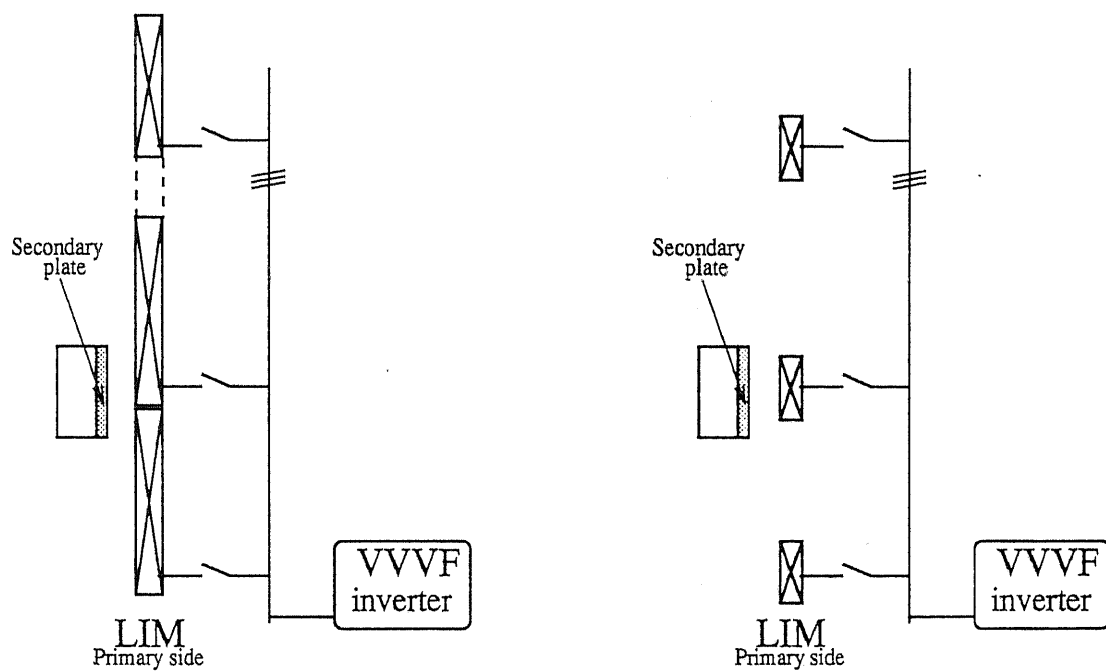 Secondary
plate
VVVF
inverter
LIM
Primary side
Secondary
plate
VVVF
inverter
LIM
Primary side